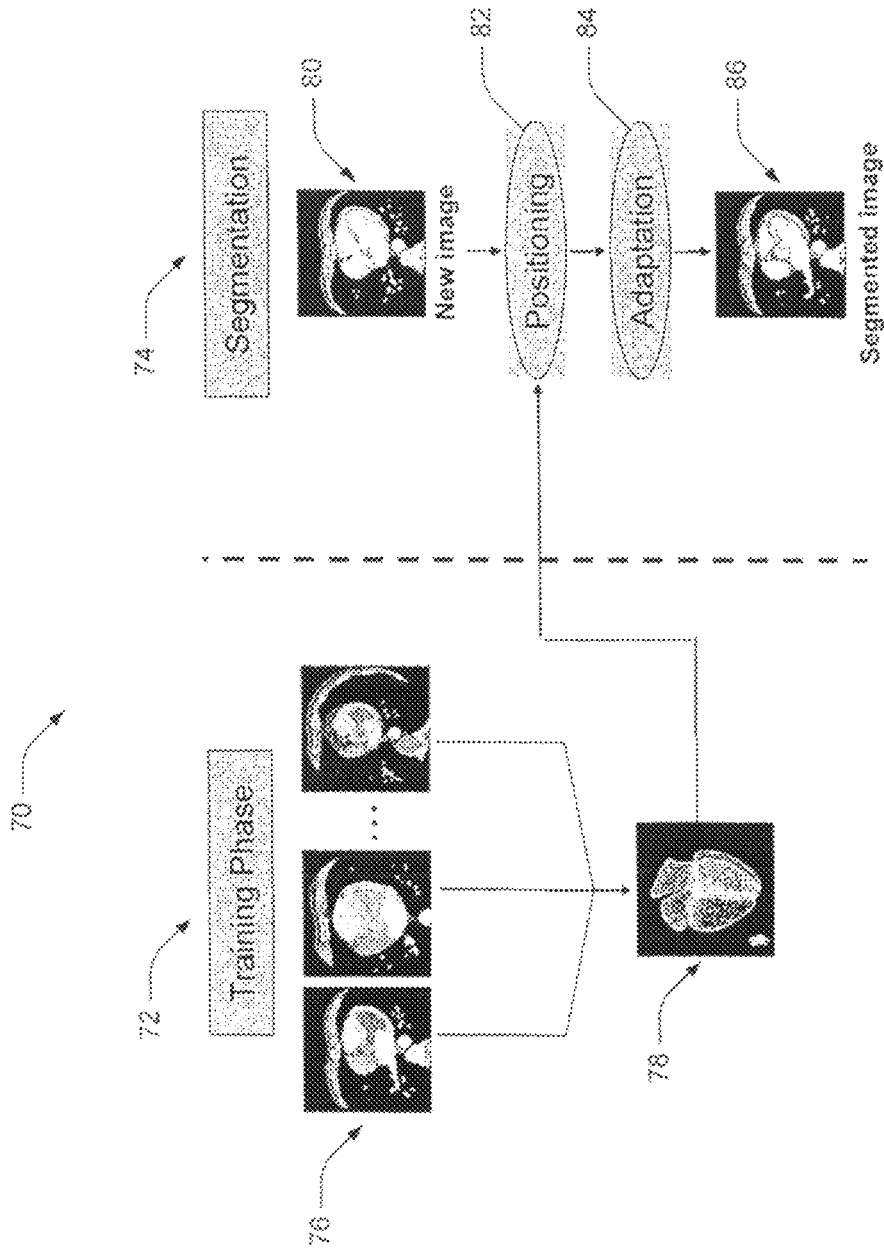 70
72
Training Phase
76
...
78
74
Segmentation
80
New image
82
Positioning
84
Adaptation
86
Segmented image